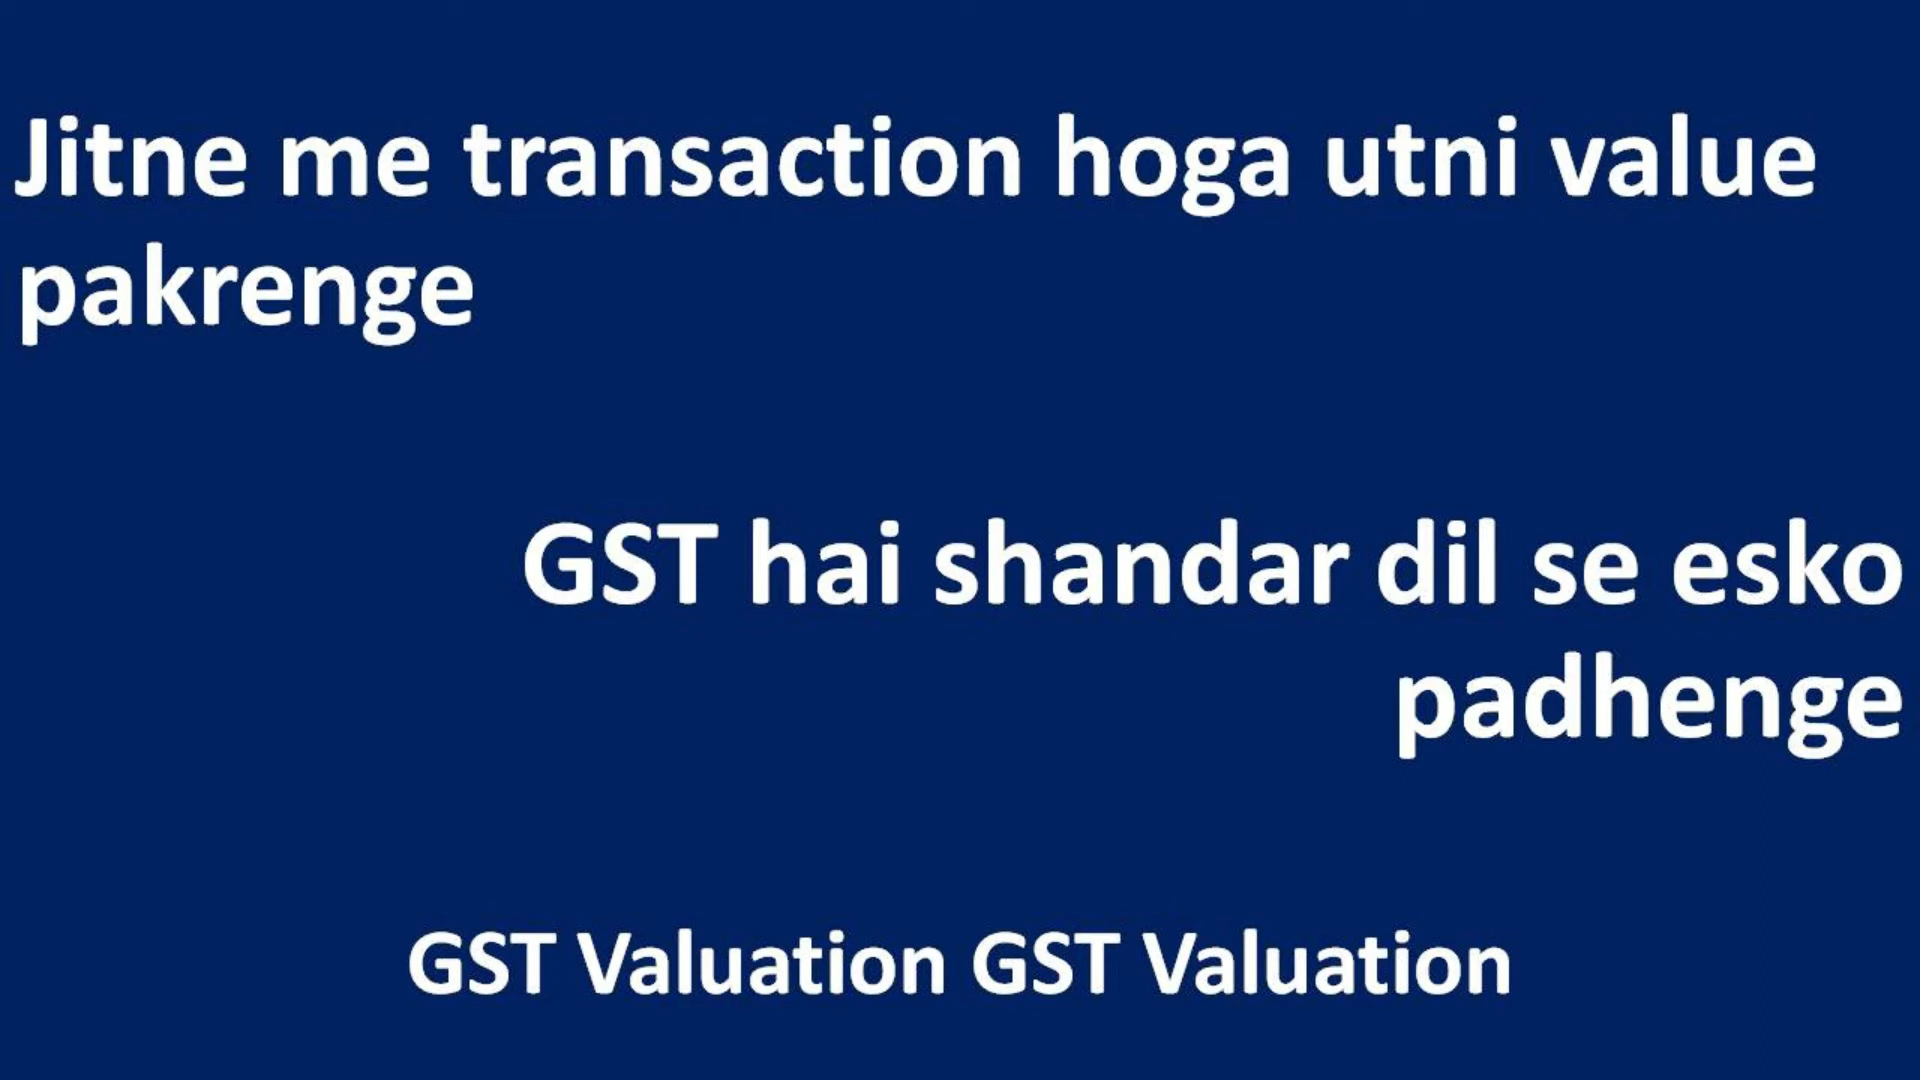 Jitne me transaction hoga utni value
pakrenge
GST hai shandar dil se esko
padhenge
GST Valuation GST Valuation